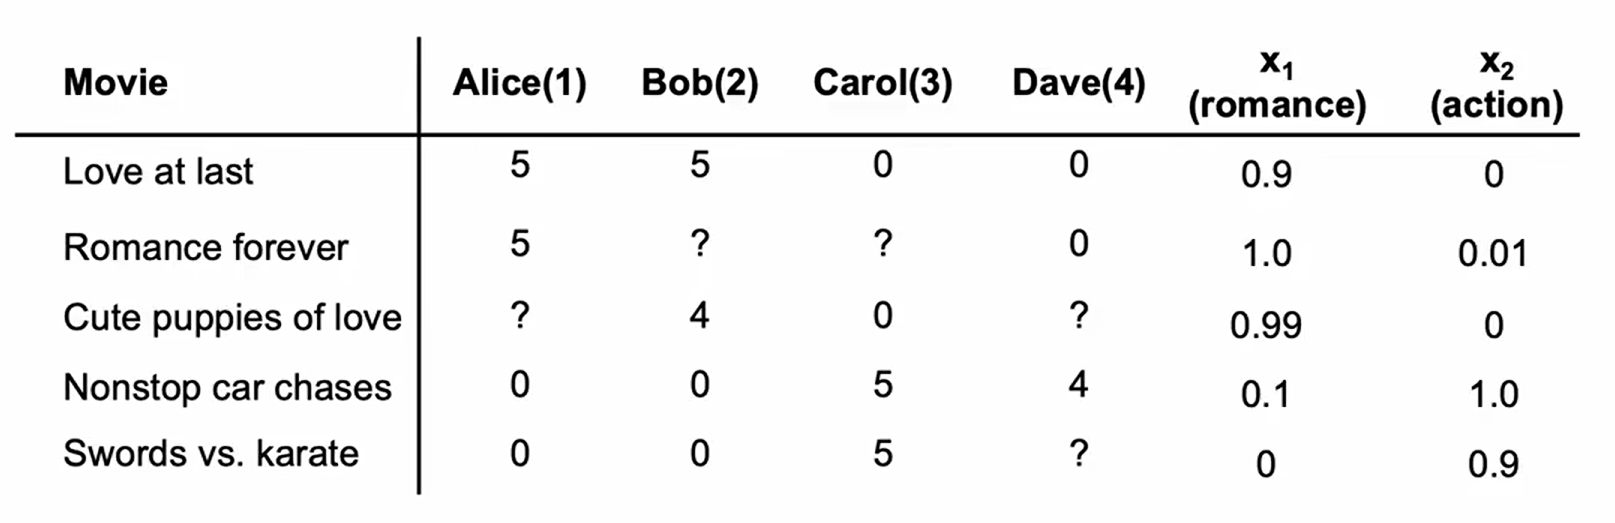 Movie Alice(1) Bob(2) Carol(3) Dave(4) x₁ (romance) x₂ (action)
Love at last 5 5 0 0 0.9 0
Romance forever 5 ? ? 0 1.0 0.01
Cute puppies of love ? 4 0 ? 0.99 0
Nonstop car chases 0 0 5 4 0.1 1.0
Swords vs. karate 0 0 5 ? 0 0.9